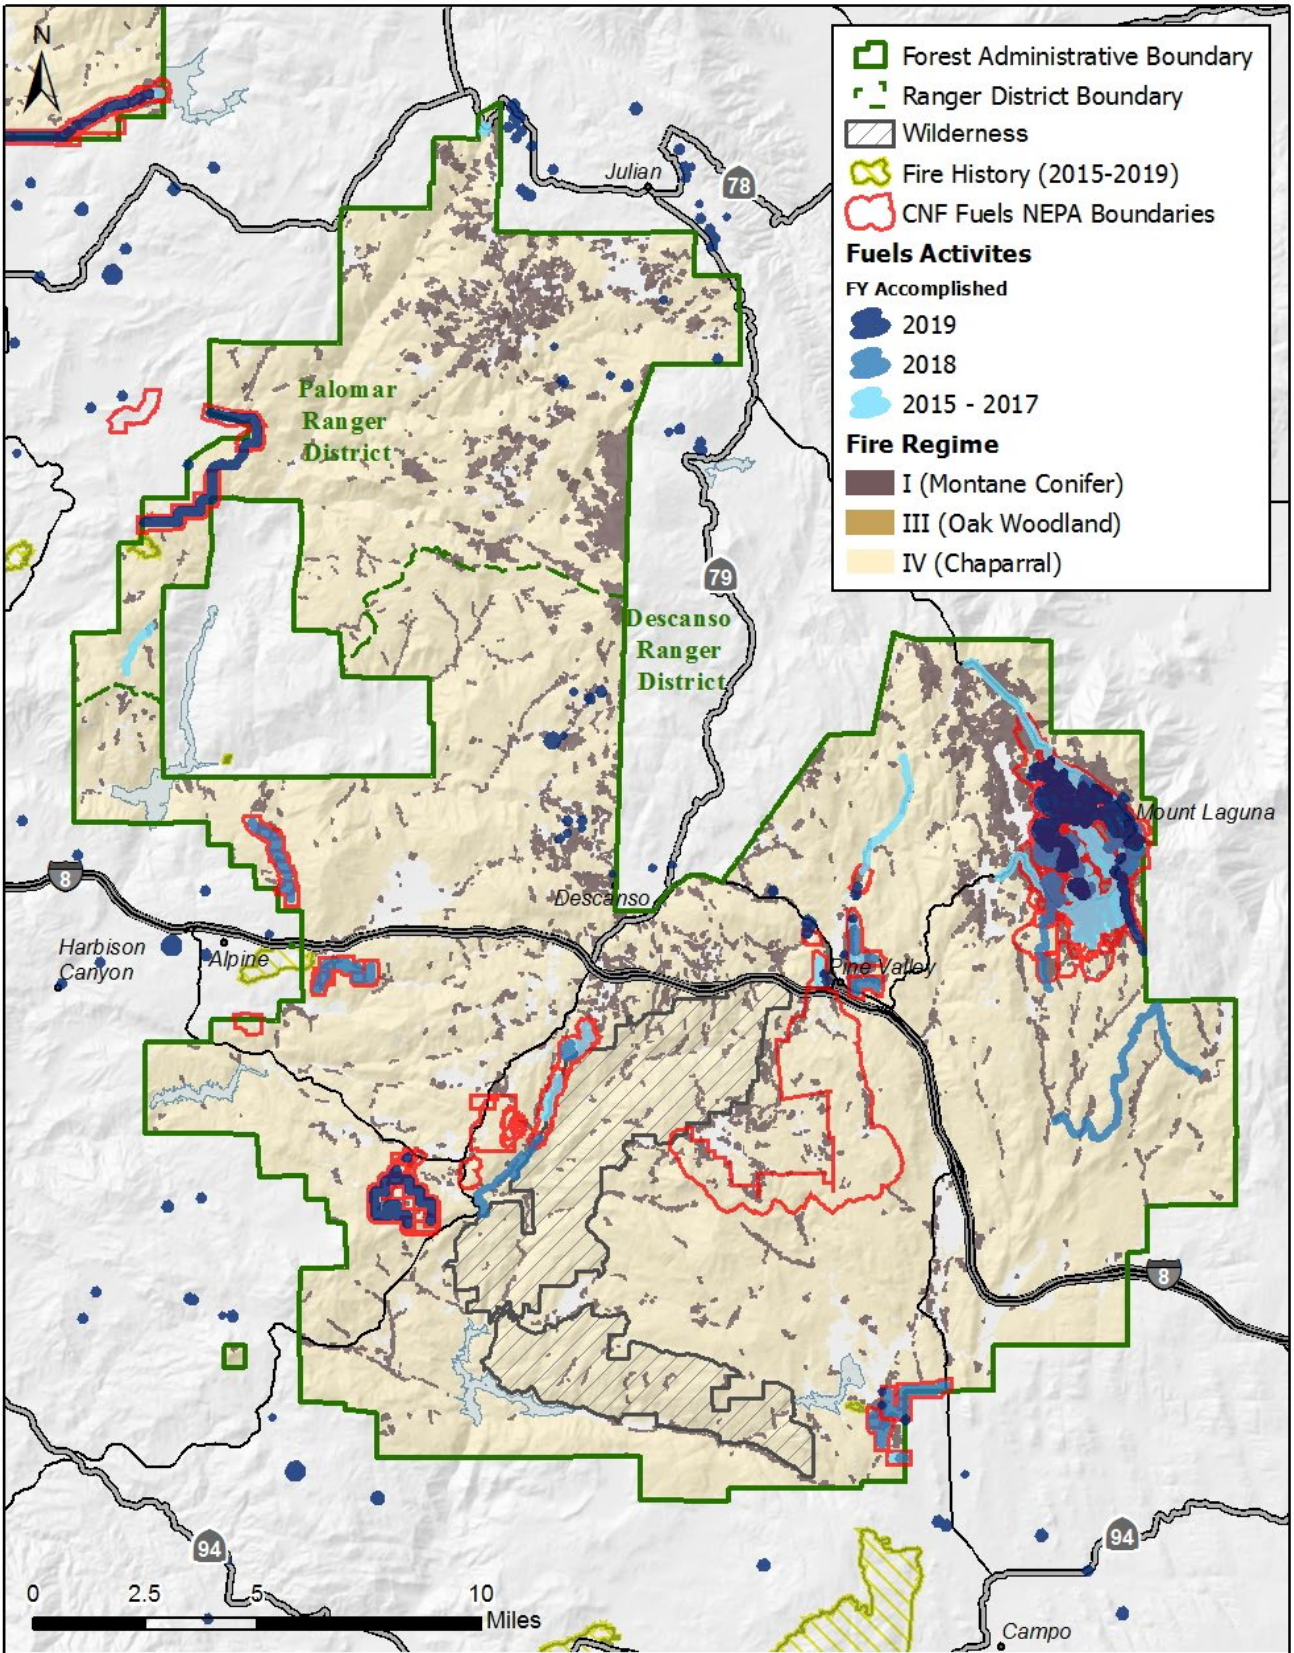 N
Forest Administrative Boundary
Ranger District Boundary
Wilderness
Fire History (2015-2019)
CNF Fuels NEPA Boundaries
Fuels Activites
FY Accomplished
2019
2018
2015 - 2017
Fire Regime
I (Montane Conifer)
III (Oak Woodland)
IV (Chaparral)
Julian
78
Palomar
Ranger
District
79
Descanso
Ranger
District
Mount Laguna
8
Descanso
Harbison
Canyon
Alpine
Pine Valley
8
94
94
0 2.5 5 10
Miles
Campo